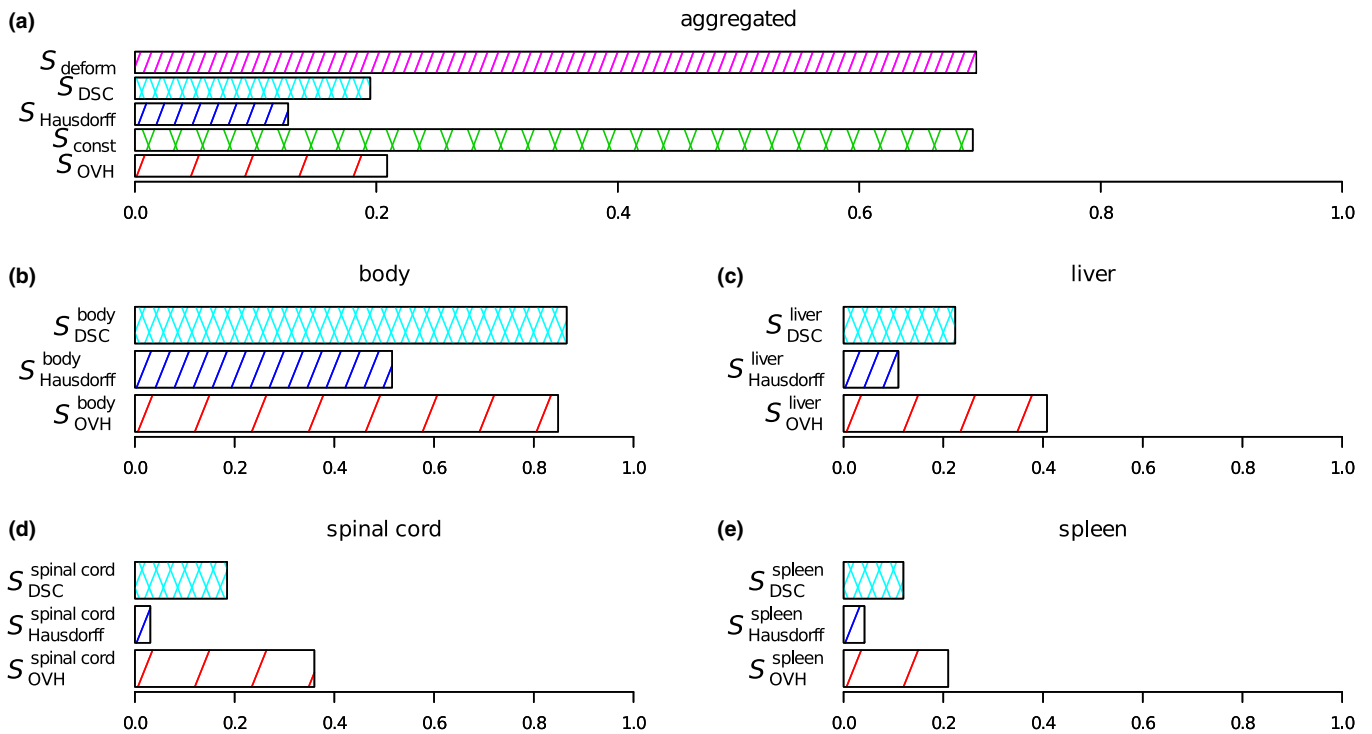 (a) aggregated
S deform
S DSC
S Hausdorff
S const
S OVH
0.0 0.2 0.4 0.6 0.8 1.0
(b) body
S body DSC
S body Hausdorff
S body OVH
0.0 0.2 0.4 0.6 0.8 1.0
(c) liver
S liver DSC
S liver Hausdorff
S liver OVH
0.0 0.2 0.4 0.6 0.8 1.0
(d) spinal cord
S spinal cord DSC
S spinal cord Hausdorff
S spinal cord OVH
0.0 0.2 0.4 0.6 0.8 1.0
(e) spleen
S spleen DSC
S spleen Hausdorff
S spleen OVH
0.0 0.2 0.4 0.6 0.8 1.0